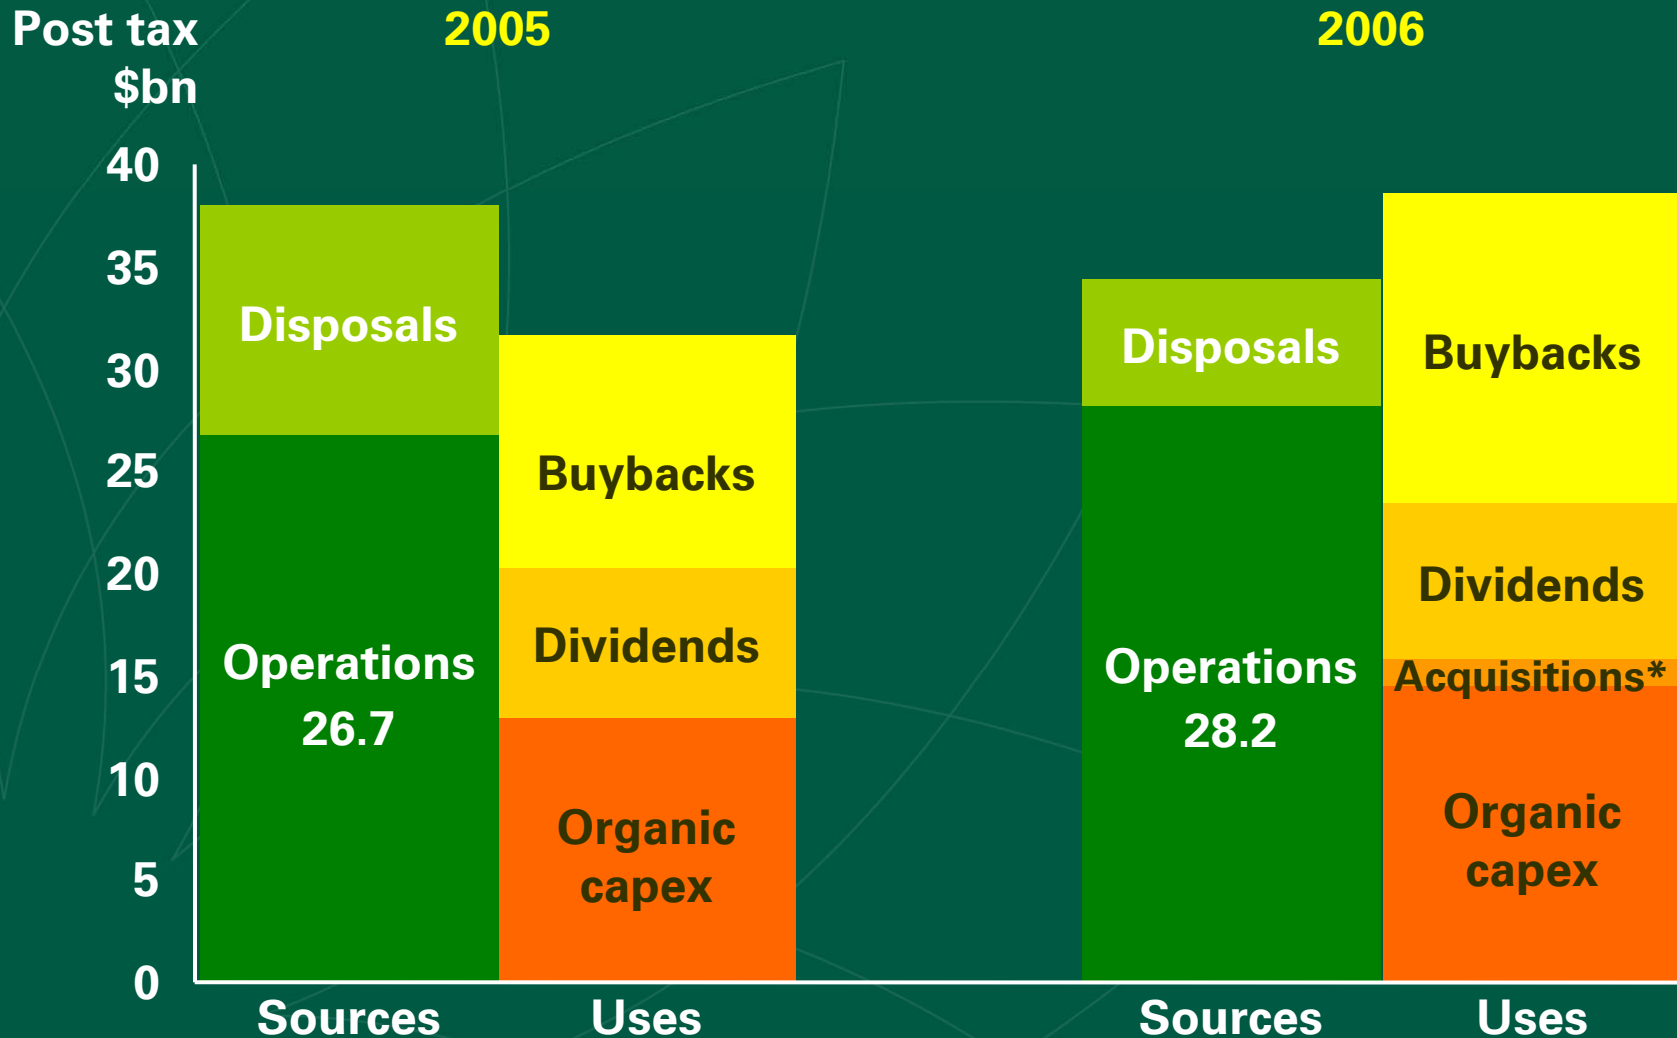 Post tax
$bn
2005
2006
40
35
30
25
20
15
10
5
0
Disposals
Operations
26.7
Buybacks
Dividends
Organic
capex
Disposals
Operations
28.2
Buybacks
Dividends
Acquisitions*
Organic
capex
Sources
Uses
Sources
Uses